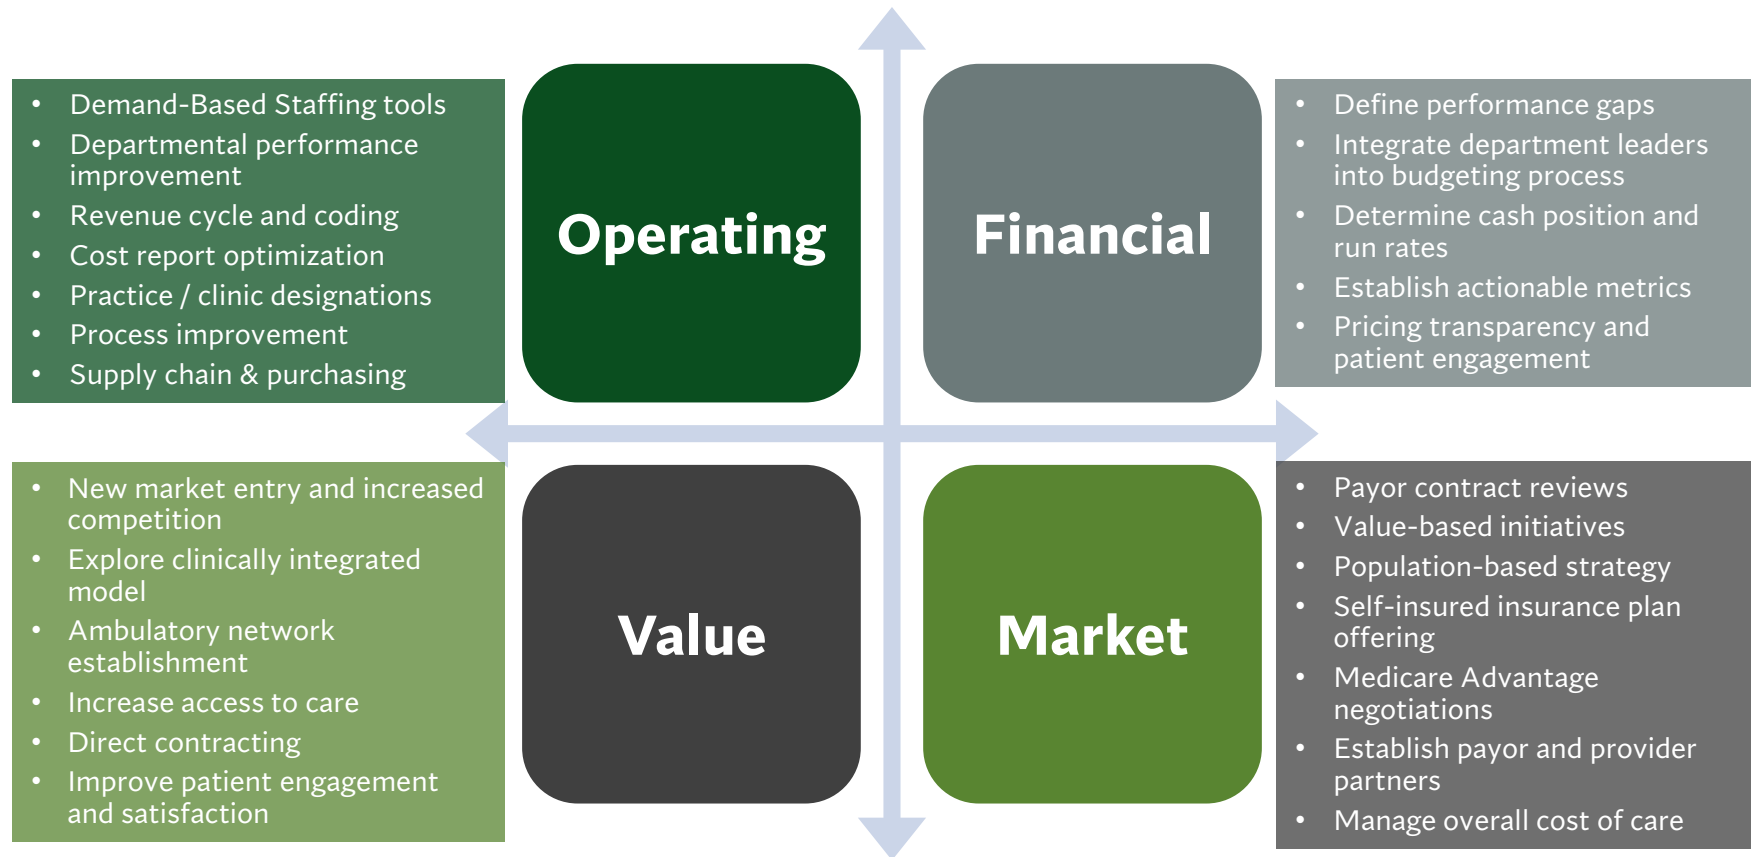 • Demand-Based Staffing tools
• Departmental performance
improvement
• Revenue cycle and coding
• Cost report optimization
• Practice / clinic designations
• Process improvement
• Supply chain & purchasing
Operating
Financial
• Define performance gaps
• Integrate department leaders
into budgeting process
• Determine cash position and
run rates
• Establish actionable metrics
• Pricing transparency and
patient engagement
• New market entry and increased
competition
• Explore clinically integrated
model
• Ambulatory network
establishment
• Increase access to care
• Direct contracting
• Improve patient engagement
and satisfaction
Value
Market
• Payor contract reviews
• Value-based initiatives
• Population-based strategy
• Self-insured insurance plan
offering
• Medicare Advantage
negotiations
• Establish payor and provider
partners
• Manage overall cost of care